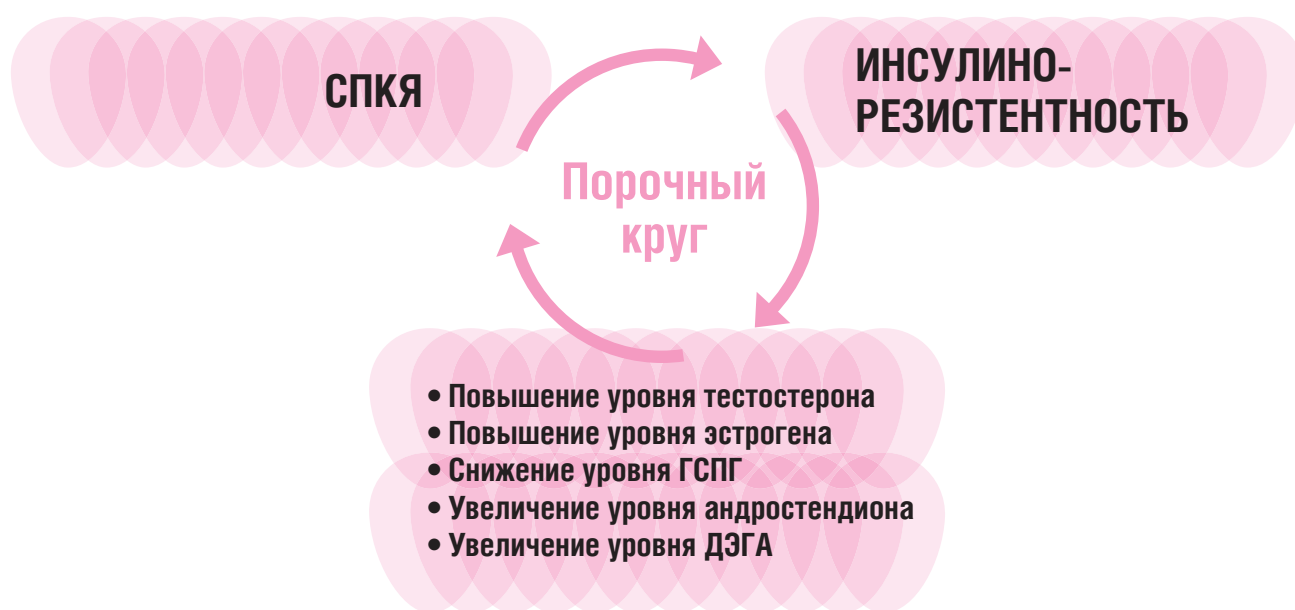 СПКЯ
ИНСУЛИНО-
РЕЗИСТЕНТНОСТЬ
Порочный
круг
• Повышение уровня тестостерона
• Повышение уровня эстрогена
• Снижение уровня ГСПГ
• Увеличение уровня андростендиона
• Увеличение уровня ДЭГА